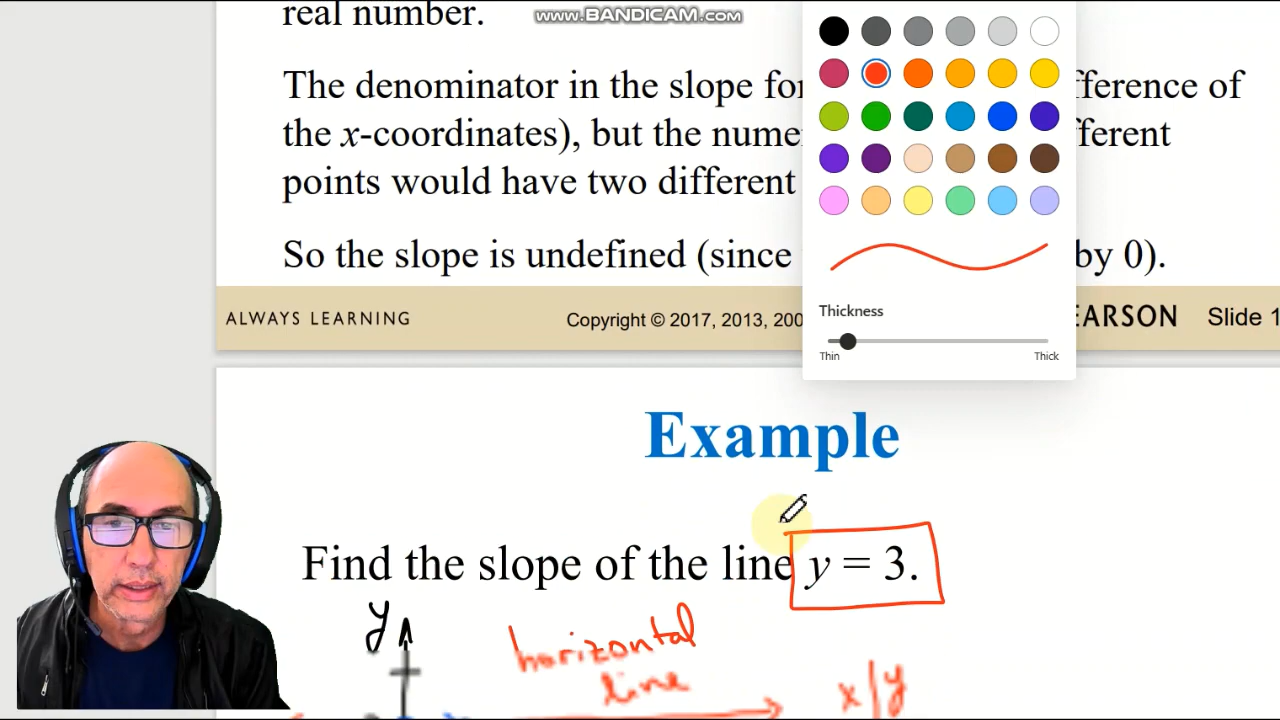 real number.
www.BANDICAM.com
The denominator in the slope for fference of
the x-coordinates), but the nume fferent
points would have two different
So the slope is undefined (since by 0).
Thickness
Thin Thick
ALWAYS LEARNING Copyright © 2017, 2013, 200 EARSON Slide 1
Example
Find the slope of the line y = 3.
y
horizontal
line
x/y